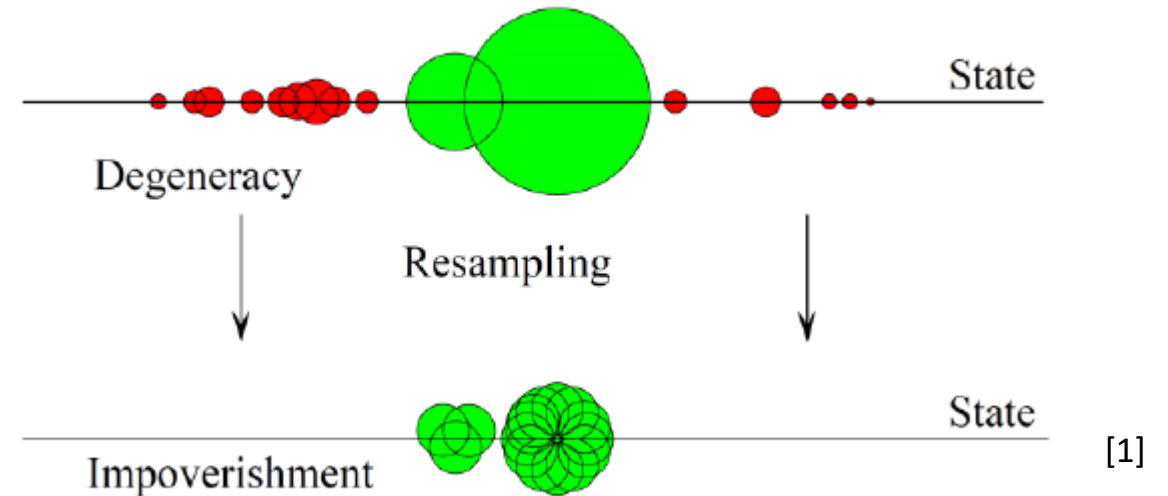 State
Degeneracy
Resampling
State
[1]
Impoverishment